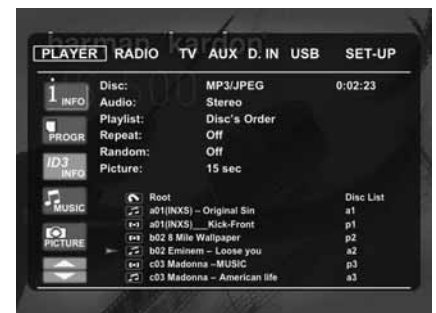 harman kardon
PLAYER RADIO TV AUX D. IN USB SET-UP
i INFO
Disc: MP3/JPEG 0:02:23
Audio: Stereo
Playlist: Disc's Order
PROGR
Repeat: Off
Random: Off
ID3 INFO
Picture: 15 sec
MUSIC
Root Disc List
a01(INXS) – Original Sin a1
a01(INXS)___Kick-Front p1
PICTURE
b02 8 Mile Wallpaper p2
b02 Eminem – Loose you a2
c03 Madonna –MUSIC p3
c03 Madonna – American life a3